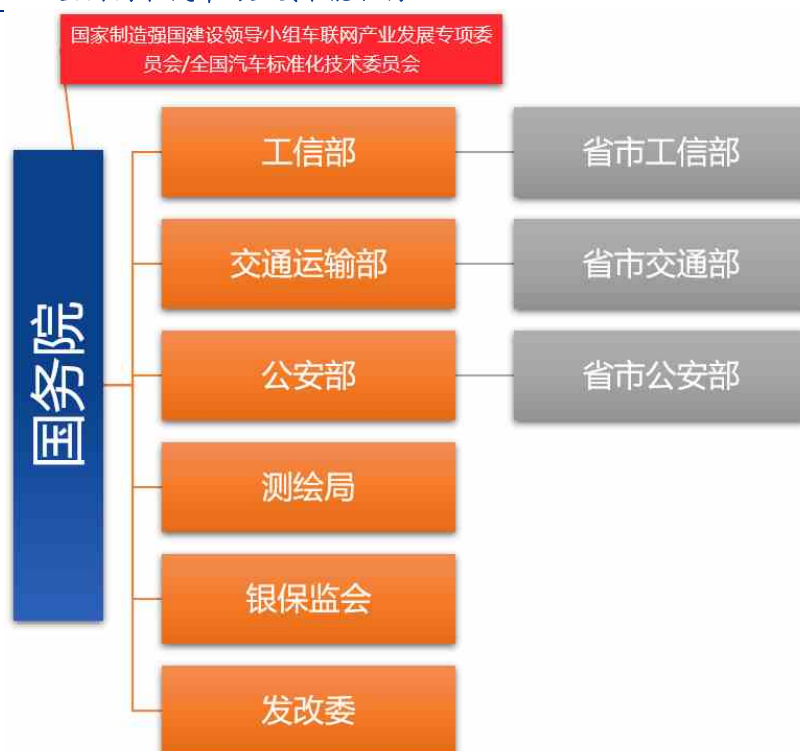 国家制造强国建设领导小组车联网产业发展专项委
员会/全国汽车标准化技术委员会
国务院
工信部
省市工信部
交通运输部
省市交通部
公安部
省市公安部
测绘局
银保监会
发改委